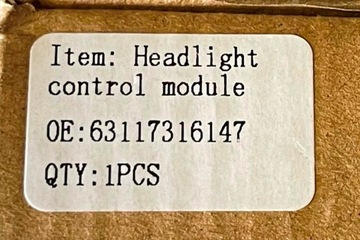 Item: Headlight
control module
OE:63117316147
QTY:1PCS